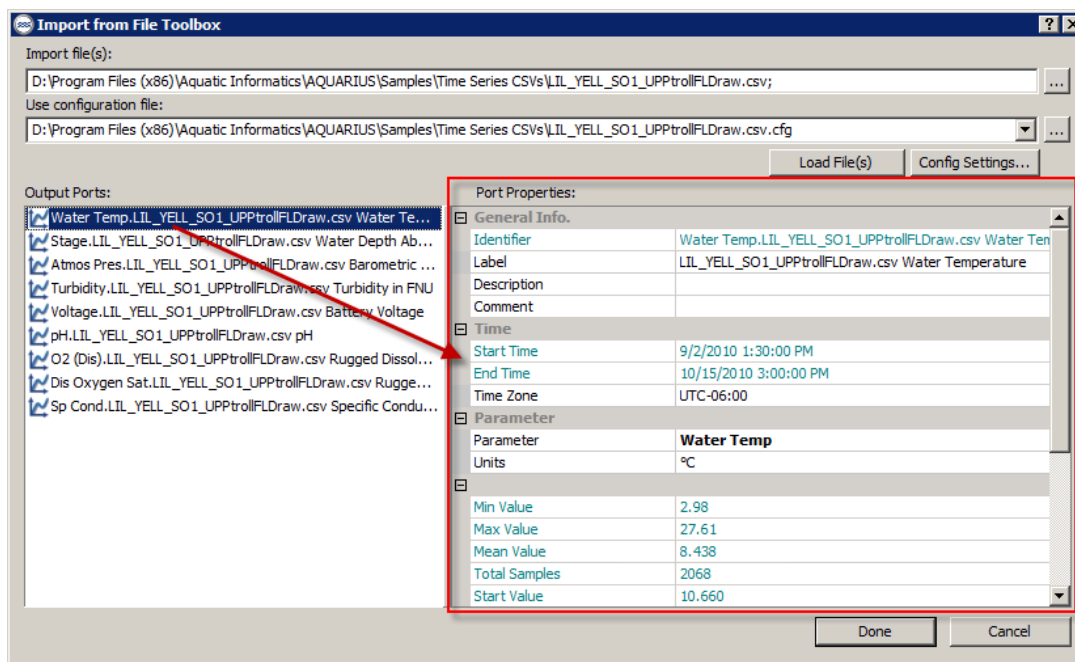 Import from File Toolbox
Import file(s):
D:\Program Files (x86)\Aquatic Informatics\AQUARIUS\Samples\Time Series CSVs\LIL_YELL_SO1_UPPtrollFLDraw.csv;
...
Use configuration file:
D:\Program Files (x86)\Aquatic Informatics\AQUARIUS\Samples\Time Series CSVs\LIL_YELL_SO1_UPPtrollFLDraw.csv.cfg
...
Load File(s)
Config Settings...
Output Ports:
Water Temp.LIL_YELL_SO1_UPPtrollFLDraw.csv Water Te...
Stage.LIL_YELL_SO1_UPPtrollFLDraw.csv Water Depth Ab...
Atmos Pres.LIL_YELL_SO1_UPPtrollFLDraw.csv Barometric ...
Turbidity.LIL_YELL_SO1_UPPtrollFLDraw.csv Turbidity in FNU
Voltage.LIL_YELL_SO1_UPPtrollFLDraw.csv Battery Voltage
pH.LIL_YELL_SO1_UPPtrollFLDraw.csv pH
O2 (Dis).LIL_YELL_SO1_UPPtrollFLDraw.csv Rugged Dissol...
Dis Oxygen Sat.LIL_YELL_SO1_UPPtrollFLDraw.csv Rugge...
Sp Cond.LIL_YELL_SO1_UPPtrollFLDraw.csv Specific Condu...
Port Properties:
General Info.
Identifier Water Temp.LIL_YELL_SO1_UPPtrollFLDraw.csv Water Ten
Label LIL_YELL_SO1_UPPtrollFLDraw.csv Water Temperature
Description
Comment
Time
Start Time 9/2/2010 1:30:00 PM
End Time 10/15/2010 3:00:00 PM
Time Zone UTC-06:00
Parameter
Parameter Water Temp
Units ºC
Min Value 2.98
Max Value 27.61
Mean Value 8.438
Total Samples 2068
Start Value 10.660
Done
Cancel